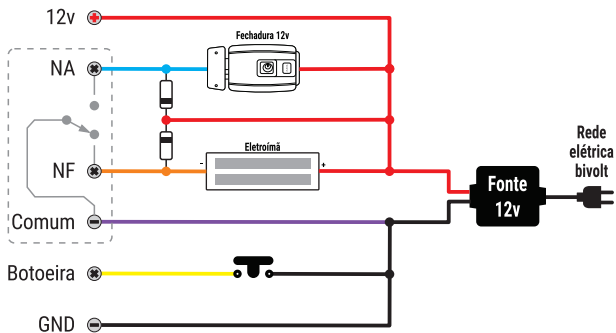 12v
Fechadura 12v
NA
Rede
elétrica
bivolt
Eletroímã
- +
NF
Fonte
12v
Comum
Botoeira
GND